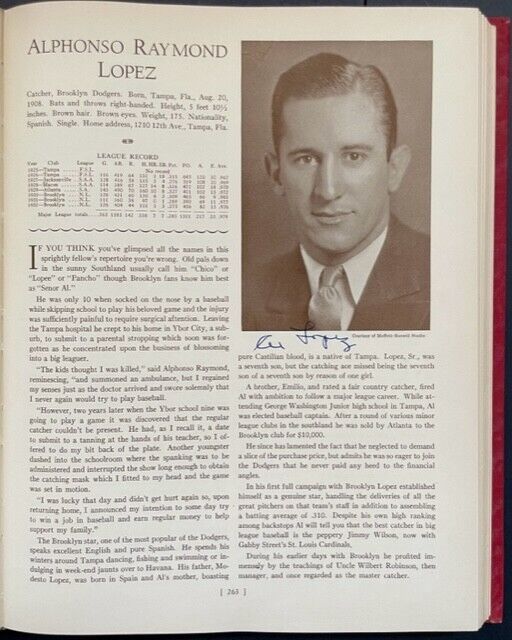 ALPHONSO RAYMOND
LOPEZ
Catcher, Brooklyn Dodgers. Born, Tampa, Fla., Aug. 20,
1908. Bats and throws right-handed. Height, 5 feet 10½
inches. Brown hair. Brown eyes. Weight, 175. Nationality,
Spanish. Single. Home address, 1210 12th Ave., Tampa, Fla.
LEAGUE RECORD
Year Club League G. AB. R. H. HR. SB. Pct. PO. A. E. Ave.
1925—Tampa F.S.L. No record
Tampa F.S.L.
Jacksonville S.A.A.
Macon S.A.A.
Atlanta S.A.
Brooklyn N.L.
Brooklyn N.L.
Brooklyn N.L.
Major League totals
IF YOU THINK you've glimpsed all the names in this
sprightly fellow's repertoire you're wrong. Old pals down
in the sunny Southland usually call him "Chico" or
"Lopee" or "Pancho" though Brooklyn fans know him best
as "Senor Al."
He was only 10 when socked on the nose by a baseball
while skipping school to play his beloved game and the injury
was sufficiently painful to require surgical attention. Leaving
the Tampa hospital he crept to his home in Ybor City, a sub-
urb, to submit to a parental stropping which soon was for-
gotten as he concentrated upon the business of blossoming
into a big leaguer.
"The kids thought I was killed," said Alphonso Raymond,
reminescing, "and summoned an ambulance, but I regained
my senses just as the doctor arrived and swore solemnly that
I never again would try to play baseball.
"However, two years later when the Ybor school nine was
going to play a game it was discovered that the regular
catcher couldn't be present. He had, as I recall it, a date
to submit to a tanning at the hands of his teacher, so I of-
fered to do my bit back of the plate. Another youngster
dashed into the schoolroom where the spanking was to be
administered and interrupted the show long enough to obtain
the catching mask which I fitted to my head and the game
was set in motion.
"I was lucky that day and didn't get hurt again so, upon
returning home, I announced my intention to some day try
to win a job in baseball and earn regular money to help
support my family."
The Brooklyn star, one of the most popular of the Dodgers,
speaks excellent English and pure Spanish. He spends his
winters around Tampa dancing, fishing and swimming or in-
dulging in week-end jaunts over to Havana. His father, Mo-
desto Lopez, was born in Spain and Al's mother, boasting
Courtesy of Moffett-Russell Studio
Al Lopez
pure Castilian blood, is a native of Tampa. Lopez, Sr., was
a seventh son, but the catching ace missed being the seventh
son of a seventh son by reason of one girl.
A brother, Emilio, and rated a fair country catcher, fired
Al with ambition to follow a major league career. While at-
tending George Washington Junior high school in Tampa, Al
was elected baseball captain. After a round of various minor
league clubs in the southland he was sold by Atlanta to the
Brooklyn club for $10,000.
He since has lamented the fact that he neglected to demand
a slice of the purchase price, but admits he was so eager to join
the Dodgers that he never paid any heed to the financial
angles.
In his first full campaign with Brooklyn Lopez established
himself as a genuine star, handling the deliveries of all the
great pitchers on that team's staff in addition to assembling
a batting average of .310. Despite his own high ranking
among backstops Al will tell you that the best catcher in big
league baseball is the peppery Jimmy Wilson, now with
Gabby Street's St. Louis Cardinals.
During his earlier days with Brooklyn he profited im-
mensely by the teachings of Uncle Wilbert Robinson, then
manager, and once regarded as the master catcher.
[ 263 ]